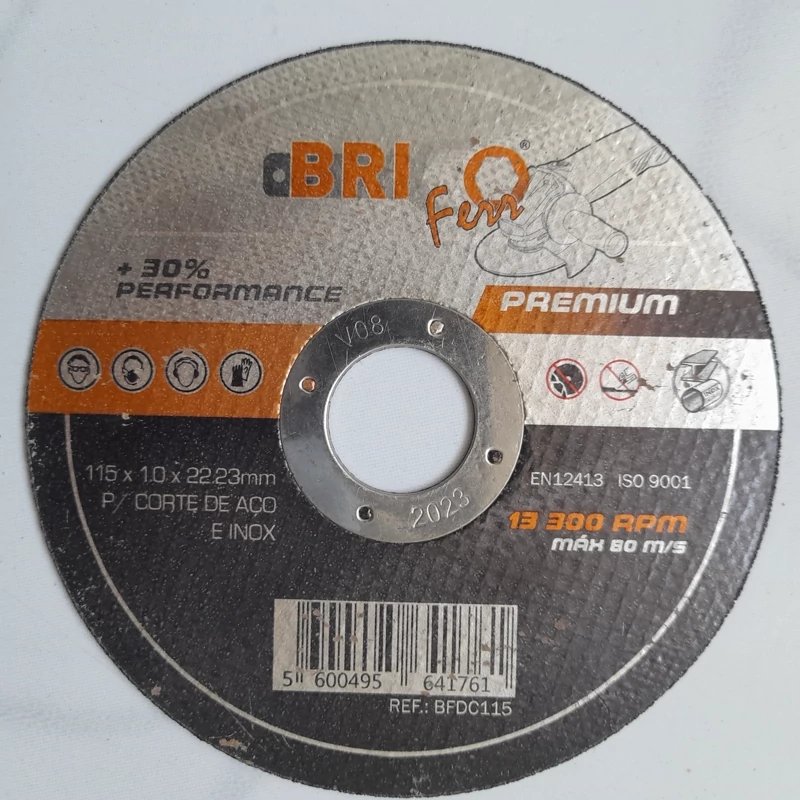 BRI
Ferr
®
+ 30%
PERFORMANCE
PREMIUM
V08
2023
115 x 1.0 x 22.23mm
P/ CORTE DE AÇO
E INOX
EN12413 ISO 9001
13 300 RPM
MÁX 80 M/S
5 600495 641761
REF.: BFDC115